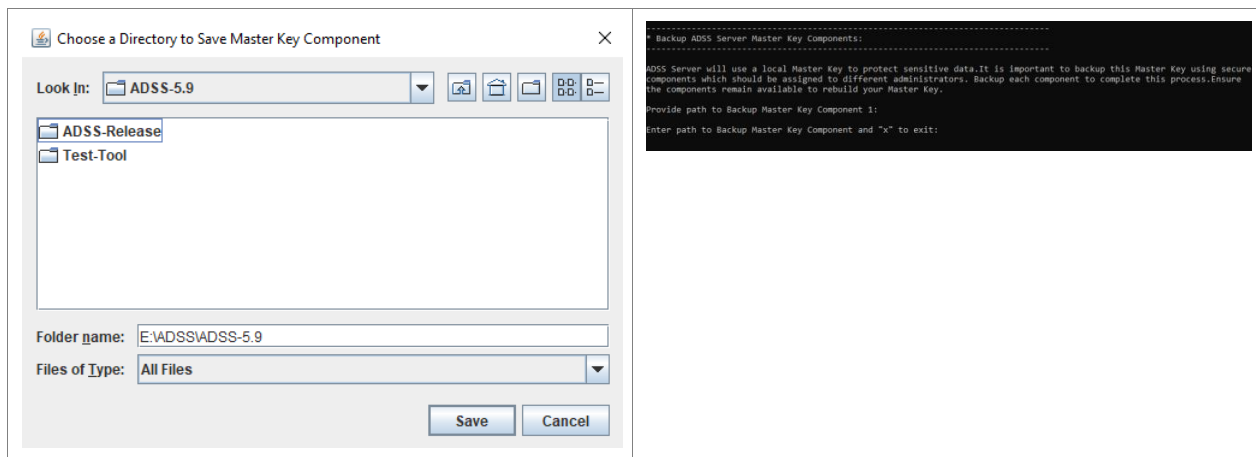 Choose a Directory to Save Master Key Component
Look In: ADSS-5.9
ADSS-Release
Test-Tool
Folder name: E:\ADSS\ADSS-5.9
Files of Type: All Files
Save Cancel
--------------------------------------------------------------------------------
* Backup ADSS Server Master Key Components:
--------------------------------------------------------------------------------
ADSS Server will use a local Master Key to protect sensitive data.It is important to backup this Master Key using secure
components which should be assigned to different administrators. Backup each component to complete this process.Ensure
the components remain available to rebuild your Master Key.
Provide path to Backup Master Key Component 1:
Enter path to Backup Master Key Component and "x" to exit: